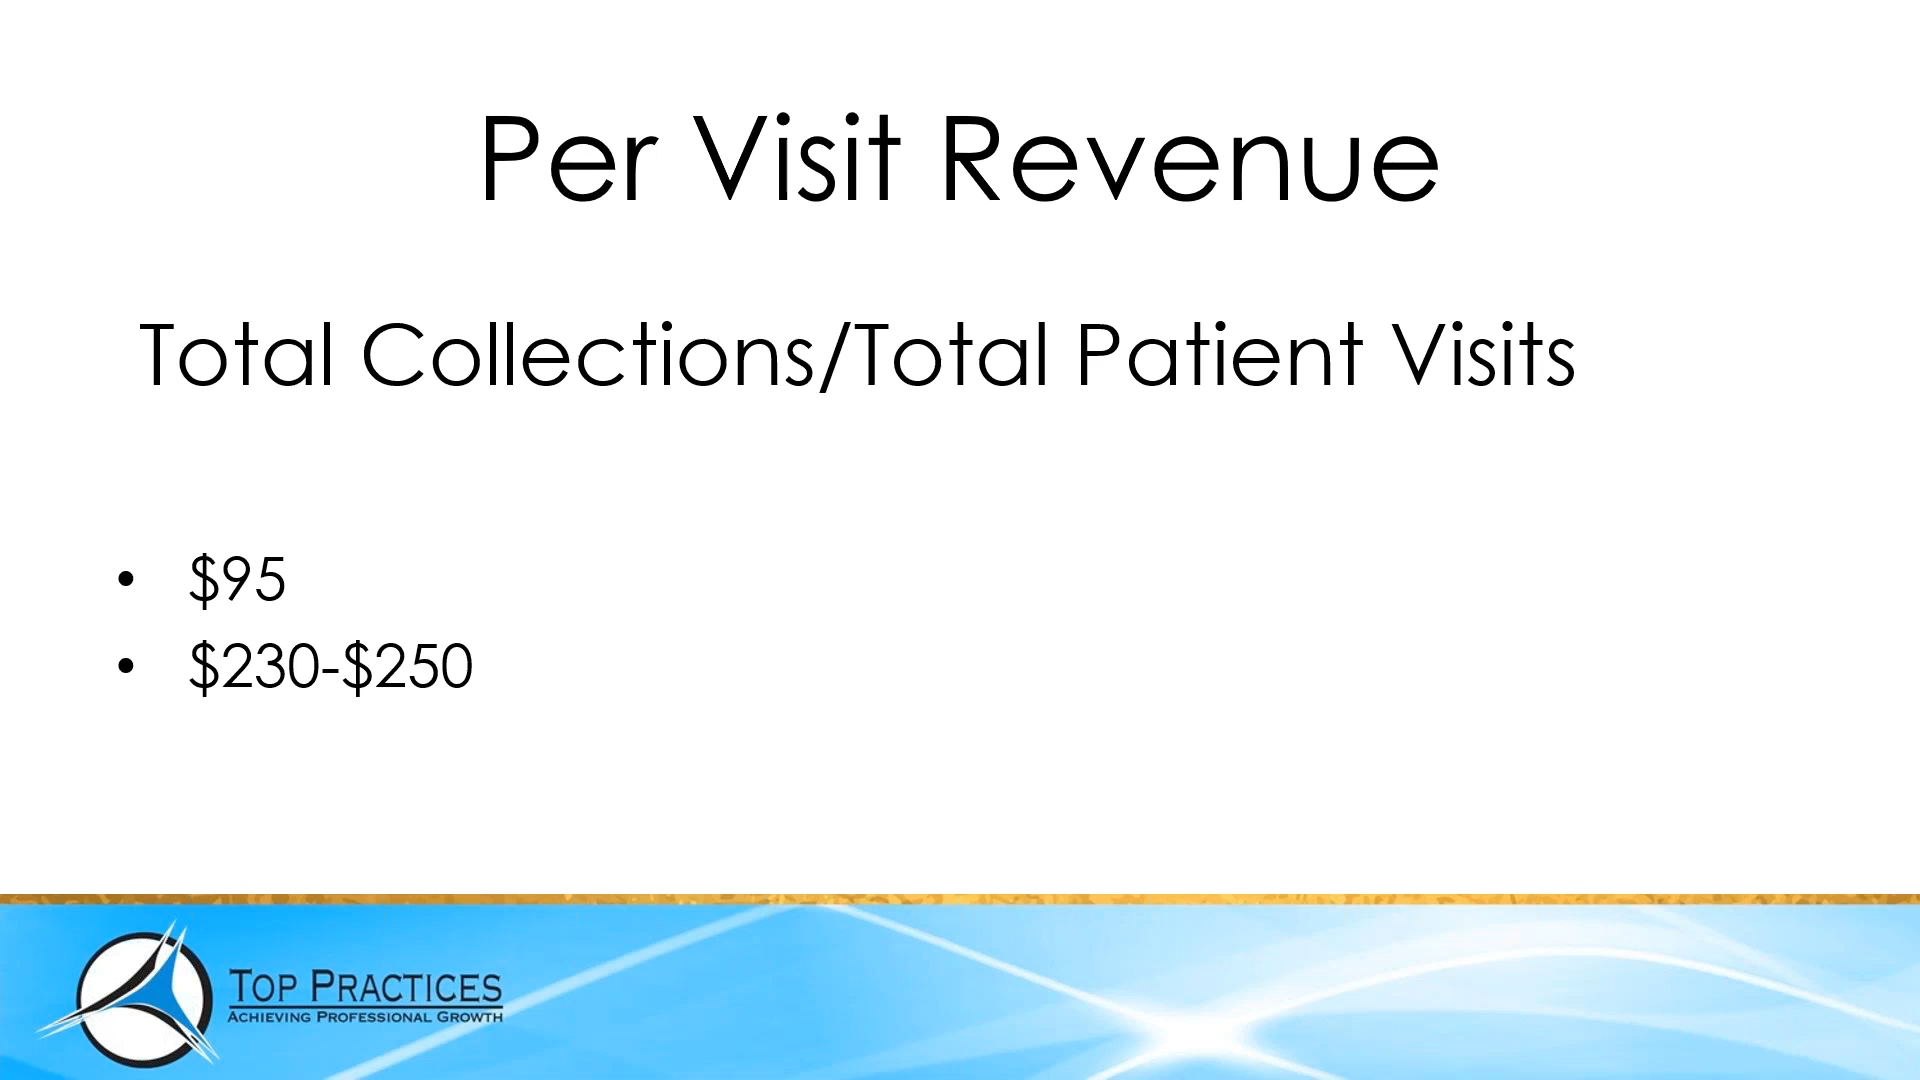 Per Visit Revenue
Total Collections/Total Patient Visits
• $95
• $230-$250
TOP PRACTICES
ACHIEVING PROFESSIONAL GROWTH